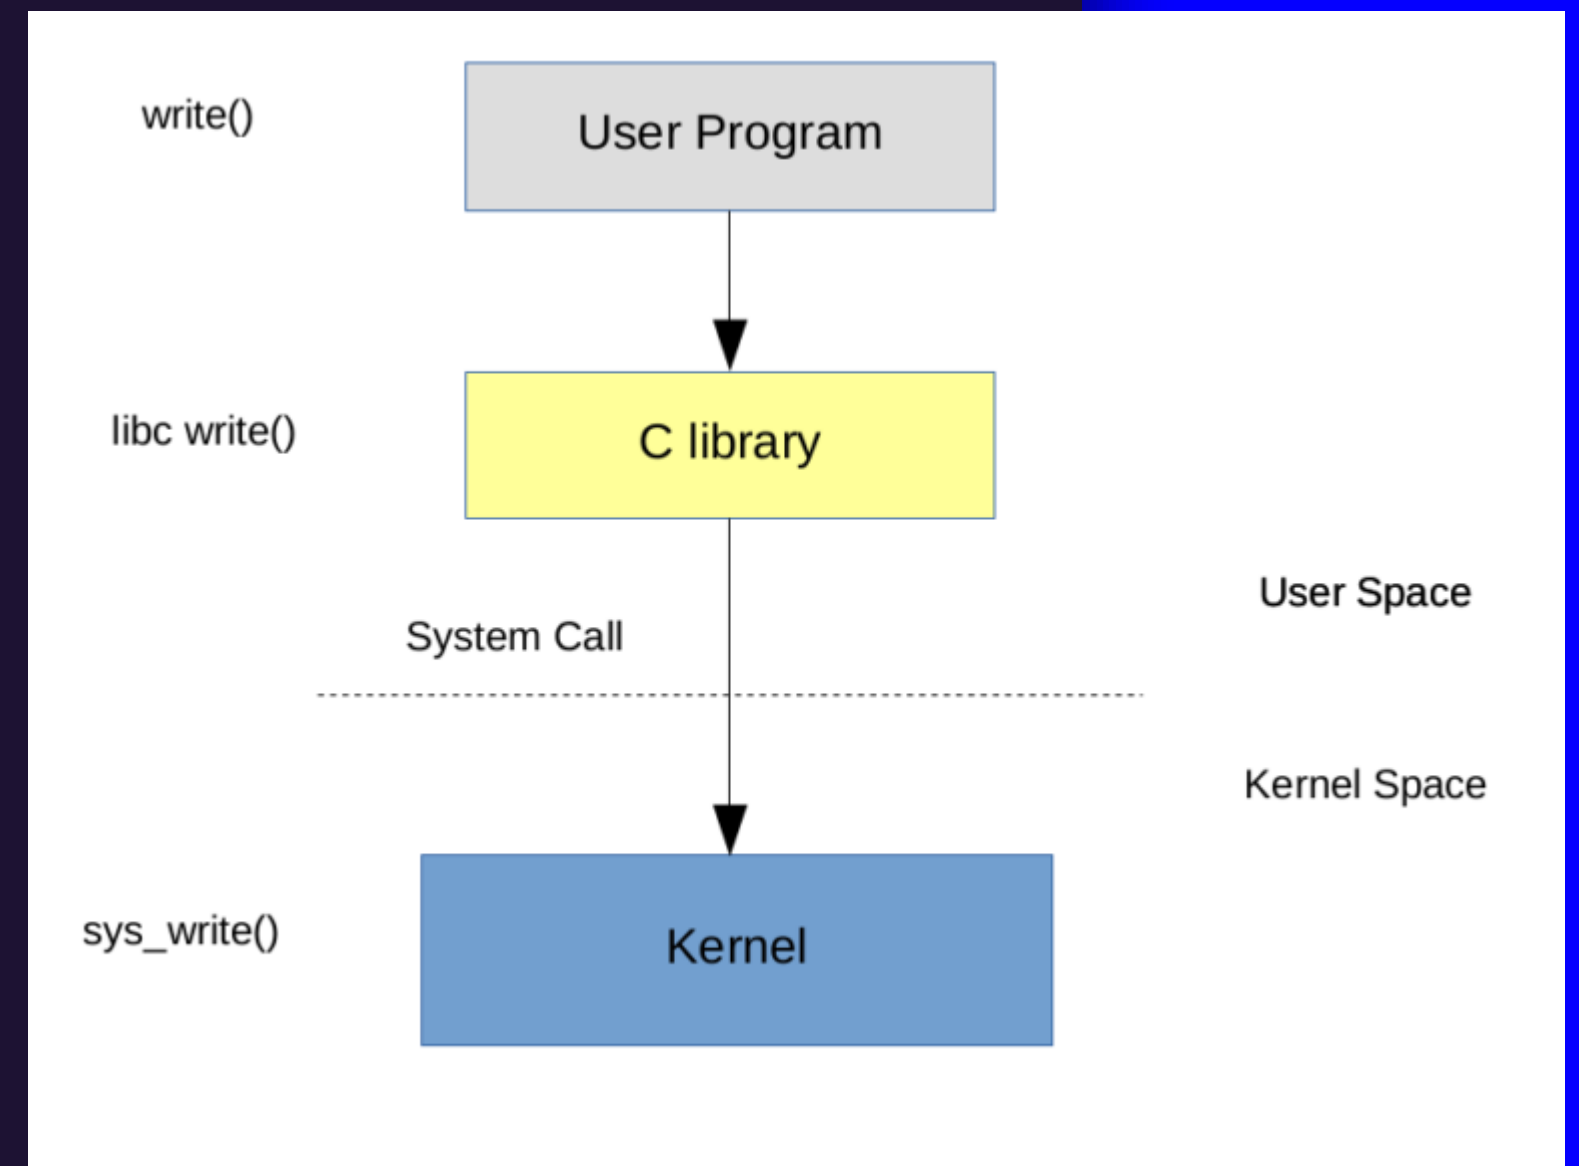 write()
User Program
libc write()
C library
User Space
System Call
Kernel Space
sys_write()
Kernel